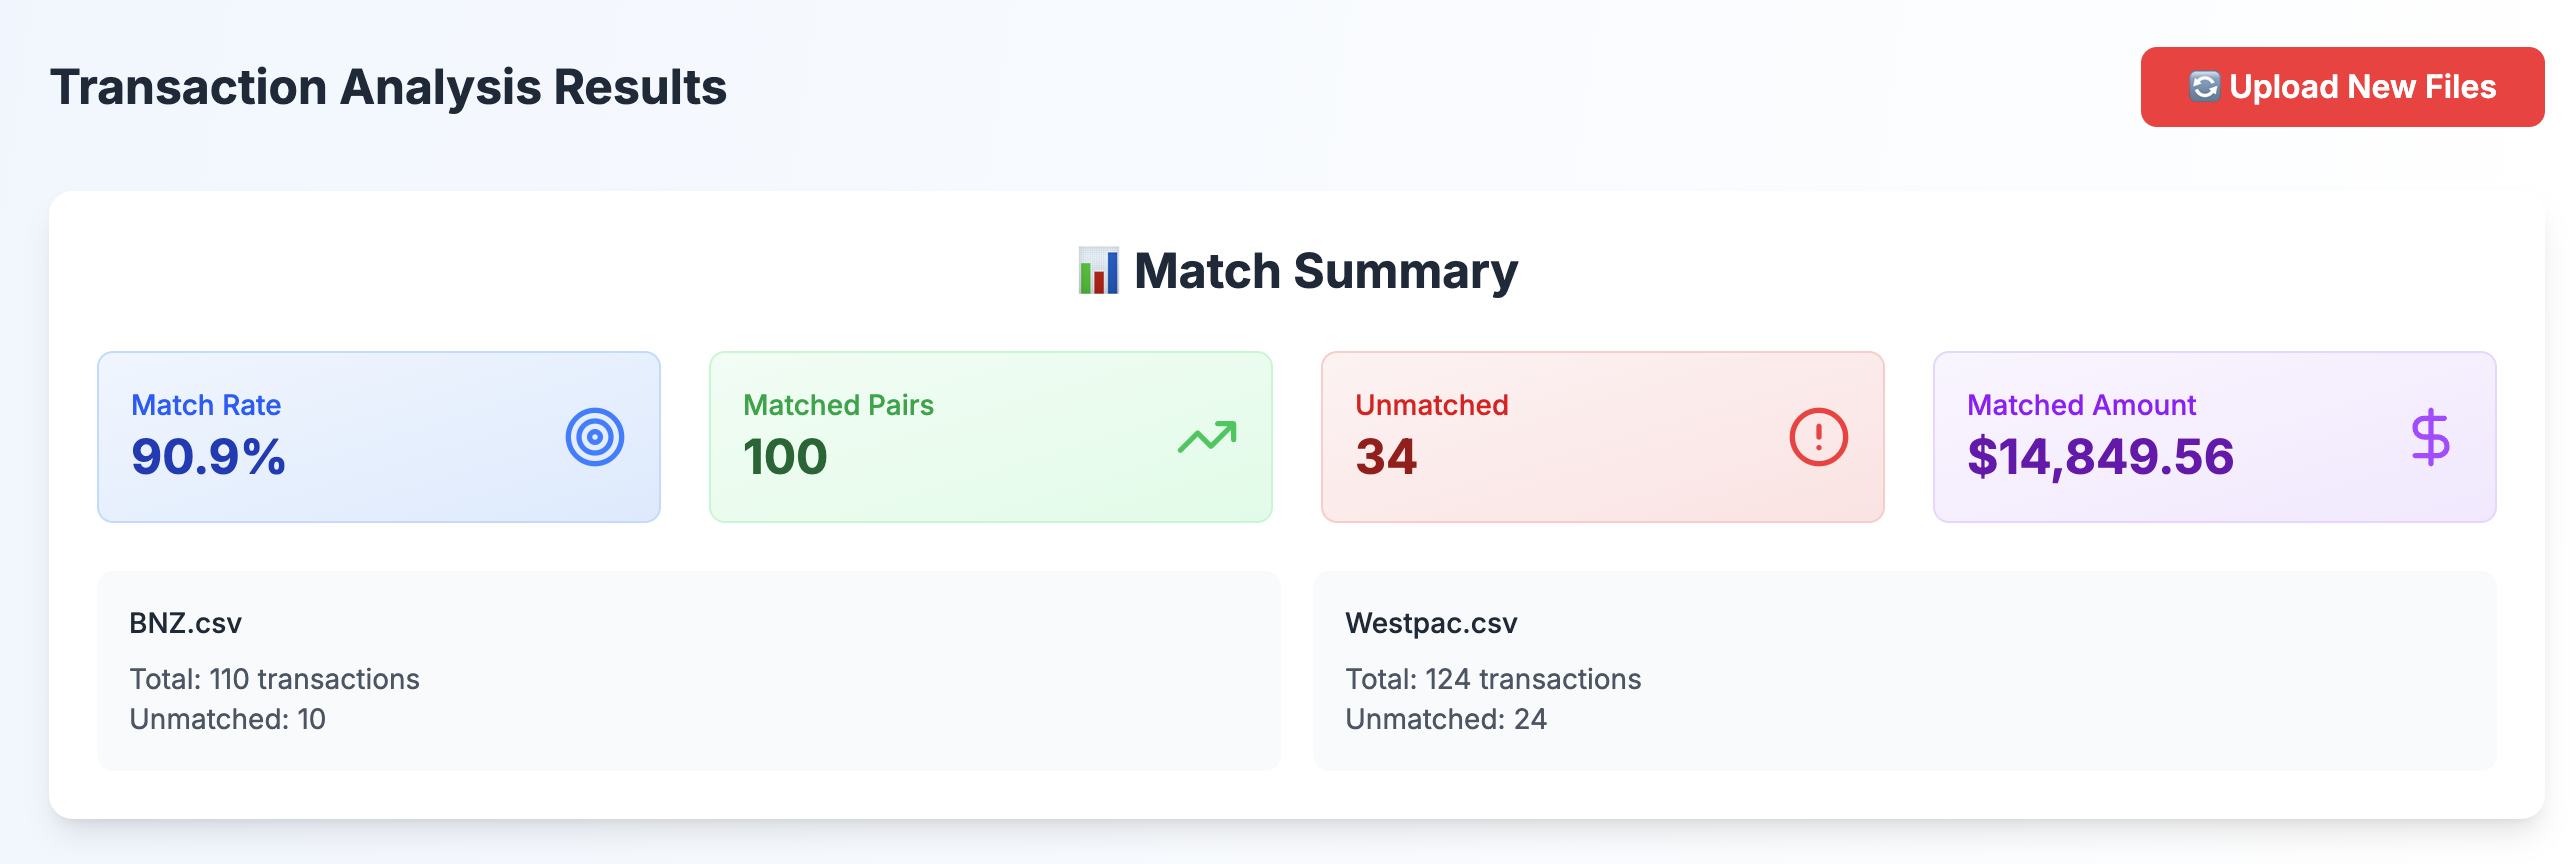 Transaction Analysis Results
🔄 Upload New Files
📊 Match Summary
Match Rate
90.9%
Matched Pairs
100
Unmatched
34
Matched Amount
$14,849.56
BNZ.csv
Total: 110 transactions
Unmatched: 10
Westpac.csv
Total: 124 transactions
Unmatched: 24